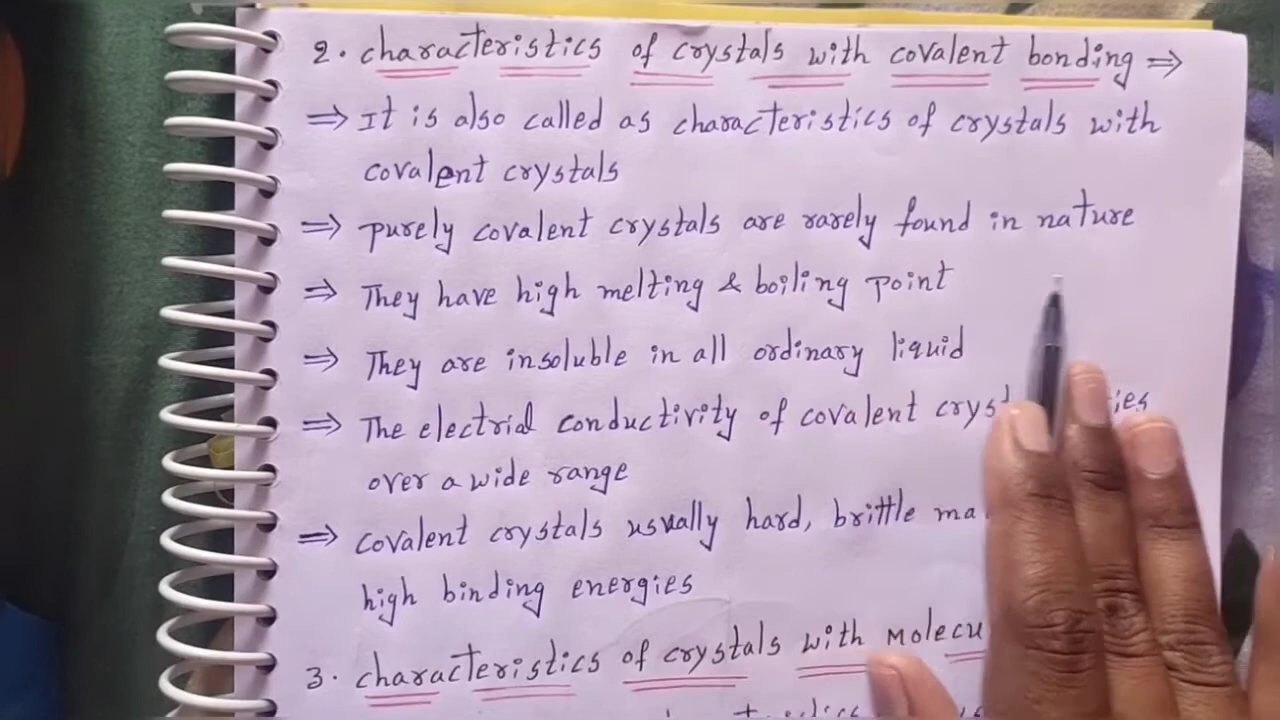 2. characteristics of crystals with covalent bonding ⇒
⇒ It is also called as characteristics of crystals with
covalent crystals
⇒ purely covalent crystals are rarely found in nature
⇒ They have high melting & boiling point
⇒ They are insoluble in all ordinary liquid
⇒ The electrial conductivity of covalent
over a wide range
⇒ covalent crystals usually hard, brittle
high binding energies
3. characteristics of crystals with